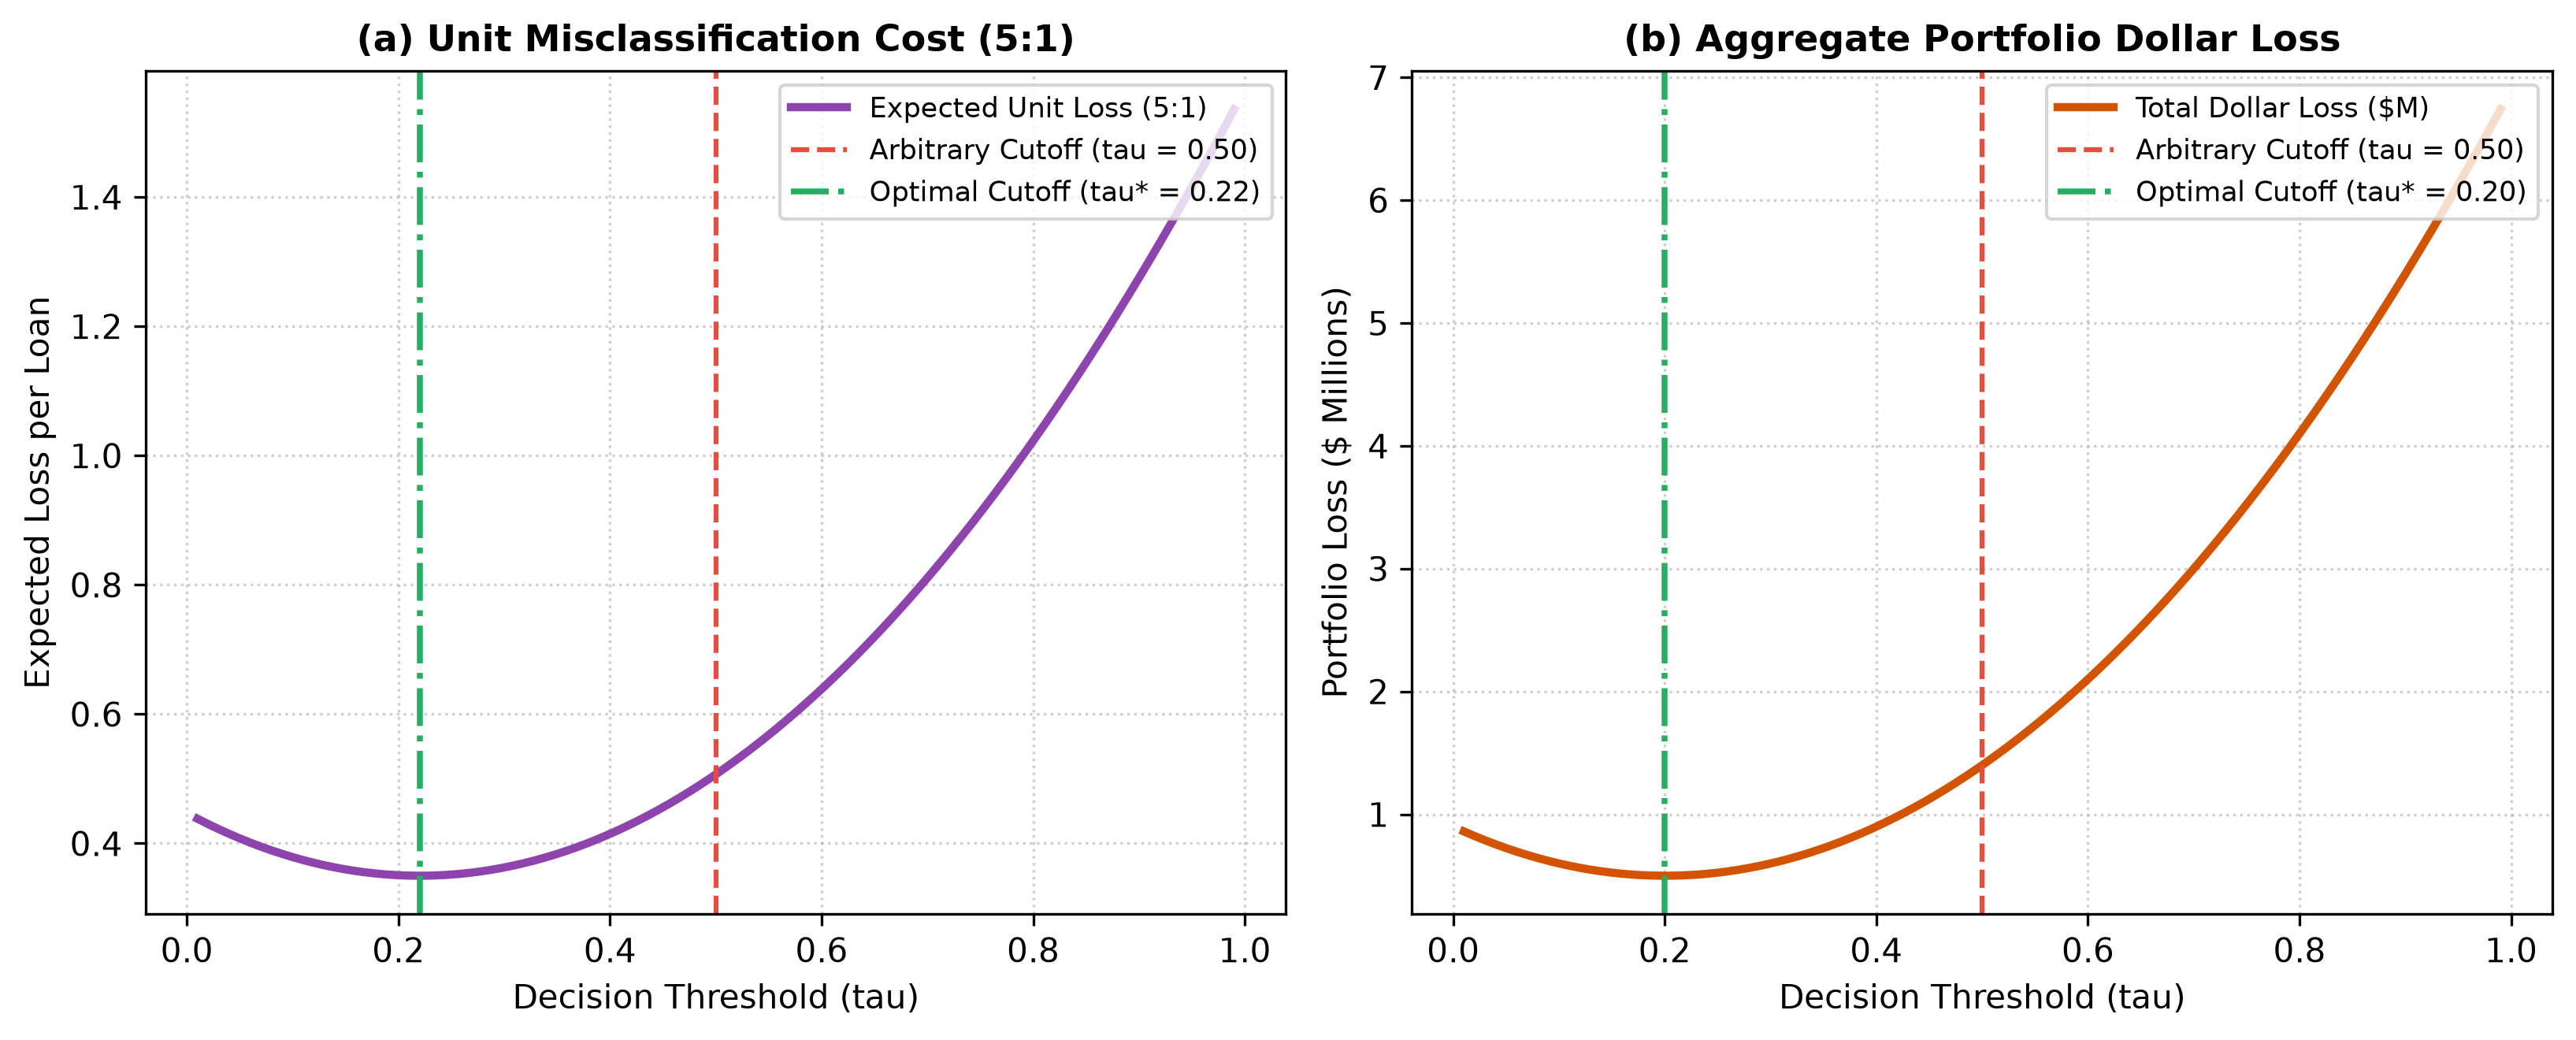 (a) Unit Misclassification Cost (5:1)
Expected Unit Loss (5:1)
Arbitrary Cutoff (tau = 0.50)
Optimal Cutoff (tau* = 0.22)
Expected Loss per Loan
1.4
1.2
1.0
0.8
0.6
0.4
0.0 0.2 0.4 0.6 0.8 1.0
Decision Threshold (tau)
(b) Aggregate Portfolio Dollar Loss
Total Dollar Loss ($M)
Arbitrary Cutoff (tau = 0.50)
Optimal Cutoff (tau* = 0.20)
Portfolio Loss ($ Millions)
7
6
5
4
3
2
1
0.0 0.2 0.4 0.6 0.8 1.0
Decision Threshold (tau)